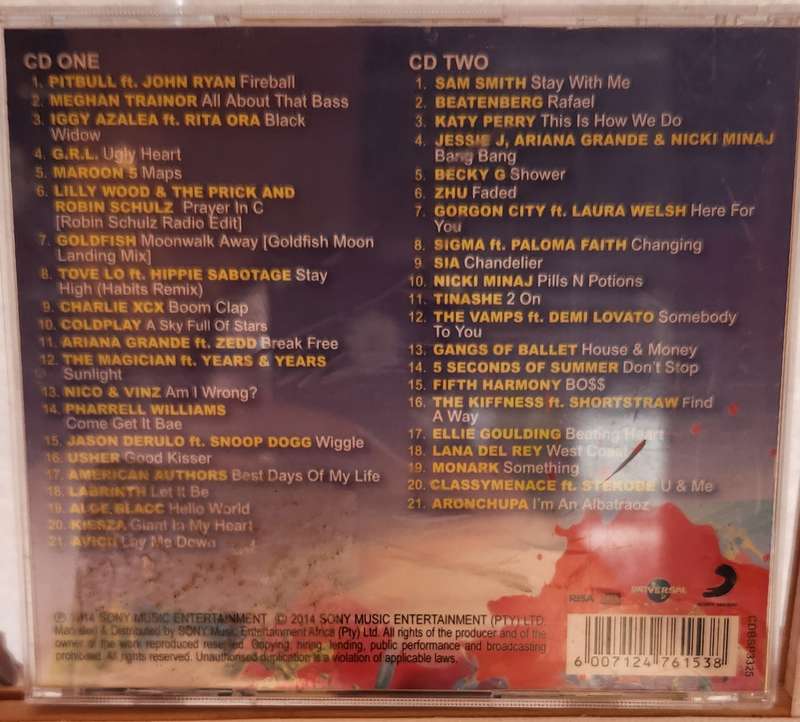 CD ONE
1. PITBULL ft. JOHN RYAN Fireball
2. MEGHAN TRAINOR All About That Bass
3. IGGY AZALEA ft. RITA ORA Black
Widow
4. G.R.L. Ugly Heart
5. MAROON 5 Maps
6. LILLY WOOD & THE PRICK AND
ROBIN SCHULZ Prayer In C
[Robin Schulz Radio Edit]
7. GOLDFISH Moonwalk Away [Goldfish Moon
Landing Mix]
8. TOVE LO ft. HIPPIE SABOTAGE Stay
High (Habits Remix)
9. CHARLIE XCX Boom Clap
10. COLDPLAY A Sky Full Of Stars
11. ARIANA GRANDE ft. ZEDD Break Free
12. THE MAGICIAN ft. YEARS & YEARS
Sunlight
13. NICO & VINZ Am I Wrong?
14. PHARRELL WILLIAMS
Come Get It Bae
15. JASON DERULO ft. SNOOP DOGG Wiggle
16. USHER Good Kisser
17. AMERICAN AUTHORS Best Days Of My Life
18. LABRINTH Let It Be
19. ALOE BLACC Hello World
20. KIESZA Giant In My Heart
21. AVICII Lay Me Down
CD TWO
1. SAM SMITH Stay With Me
2. BEATENBERG Rafael
3. KATY PERRY This Is How We Do
4. JESSIE J, ARIANA GRANDE & NICKI MINAJ
Bang Bang
5. BECKY G Shower
6. ZHU Faded
7. GORGON CITY ft. LAURA WELSH Here For
You
8. SIGMA ft. PALOMA FAITH Changing
9. SIA Chandelier
10. NICKI MINAJ Pills N Potions
11. TINASHE 2 On
12. THE VAMPS ft. DEMI LOVATO Somebody
To You
13. GANGS OF BALLET House & Money
14. 5 SECONDS OF SUMMER Don't Stop
15. FIFTH HARMONY BO$$
16. THE KIFFNESS ft. SHORTSTRAW Find
A Way
17. ELLIE GOULDING Beating Heart
18. LANA DEL REY West Coast
19. MONARK Something
20. CLASSYMENACE ft. STEKOBE U & Me
21. ARONCHUPA I'm An Albatraoz
℗ 2014 SONY MUSIC ENTERTAINMENT © 2014 SONY MUSIC ENTERTAINMENT (PTY) LTD.
Marketed & Distributed by SONY Music Entertainment Africa (Pty) Ltd. All rights of the producer and of the
owner of the work reproduced reserved. Copying, hiring, lending, public performance and broadcasting
prohibited. All rights reserved. Unauthorised duplication is a violation of applicable laws.
RISA
UNIVERSAL
SONY MUSIC
CDBSP3325
6 007124 761538